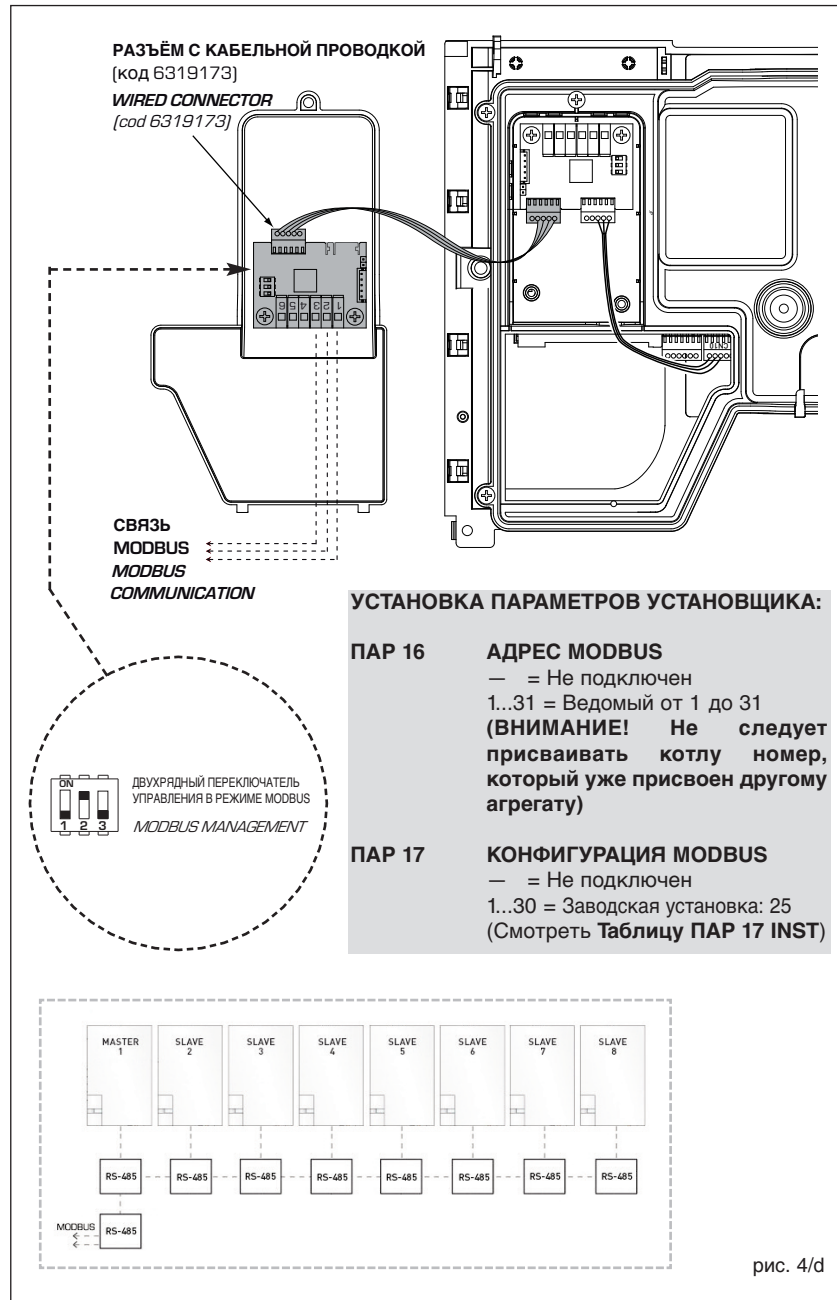 РАЗЪЁМ С КАБЕЛЬНОЙ ПРОВОДКОЙ
(код 6319173)
WIRED CONNECTOR
(cod 6319173)
6 5 4 3 2 1
CN10
СВЯЗЬ
MODBUS
MODBUS
COMMUNICATION
ON
1 2 3
ДВУХРЯДНЫЙ ПЕРЕКЛЮЧАТЕЛЬ
УПРАВЛЕНИЯ В РЕЖИМЕ MODBUS
MODBUS MANAGEMENT
УСТАНОВКА ПАРАМЕТРОВ УСТАНОВЩИКА:
ПАР 16 АДРЕС MODBUS
— = Не подключен
1...31 = Ведомый от 1 до 31
(ВНИМАНИЕ! Не следует
присваивать котлу номер,
который уже присвоен другому
агрегату)
ПАР 17 КОНФИГУРАЦИЯ MODBUS
— = Не подключен
1...30 = Заводская установка: 25
(Смотреть Таблицу ПАР 17 INST)
MASTER SLAVE SLAVE SLAVE SLAVE SLAVE SLAVE SLAVE
1 2 3 4 5 6 7 8
RS-485 RS-485 RS-485 RS-485 RS-485 RS-485 RS-485 RS-485
MODBUS RS-485
рис. 4/d